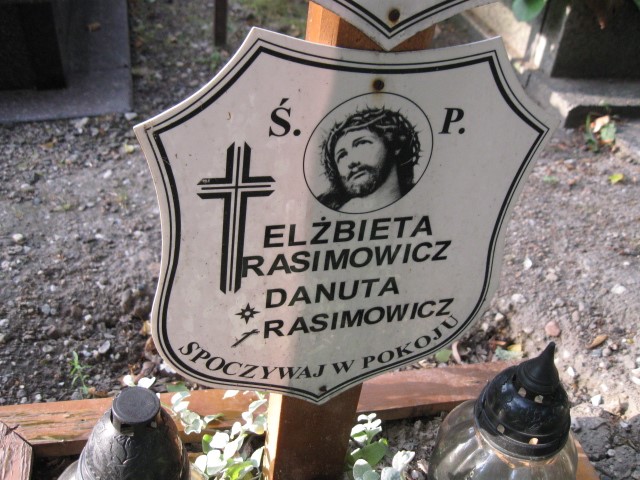 Ś. P.
ELŻBIETA
RASIMOWICZ
DANUTA
RASIMOWICZ
SPOCZYWAJ W POKOJU